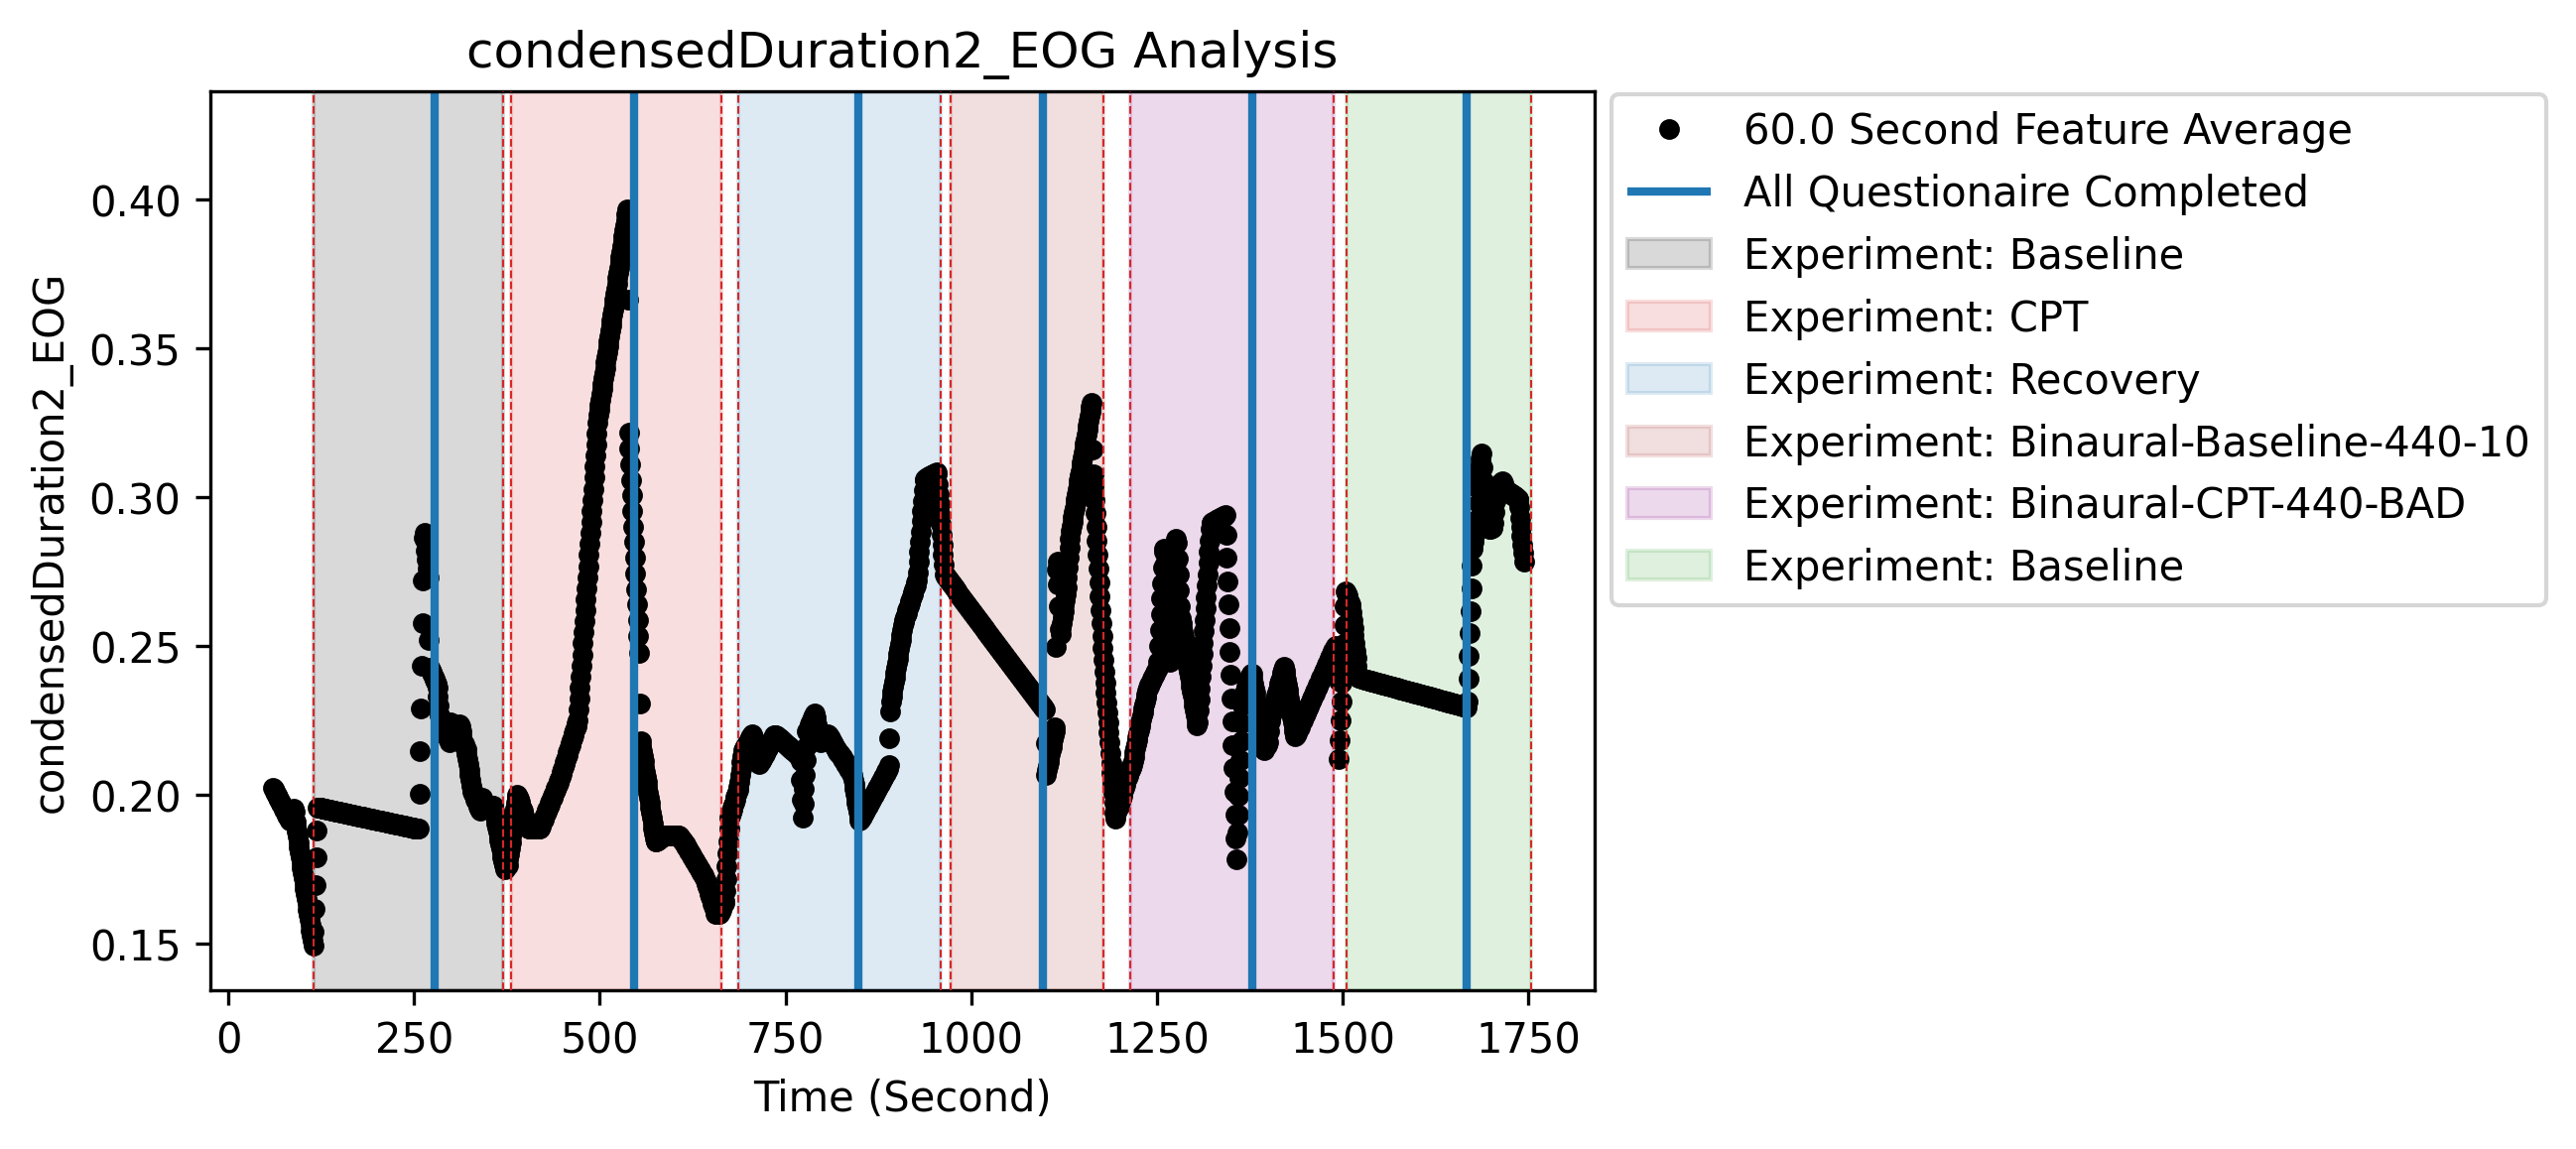 condensedDuration2_EOG Analysis
condensedDuration2_EOG
0.40
0.35
0.30
0.25
0.20
0.15
0 250 500 750 1000 1250 1500 1750
Time (Second)
60.0 Second Feature Average
All Questionaire Completed
Experiment: Baseline
Experiment: CPT
Experiment: Recovery
Experiment: Binaural-Baseline-440-10
Experiment: Binaural-CPT-440-BAD
Experiment: Baseline